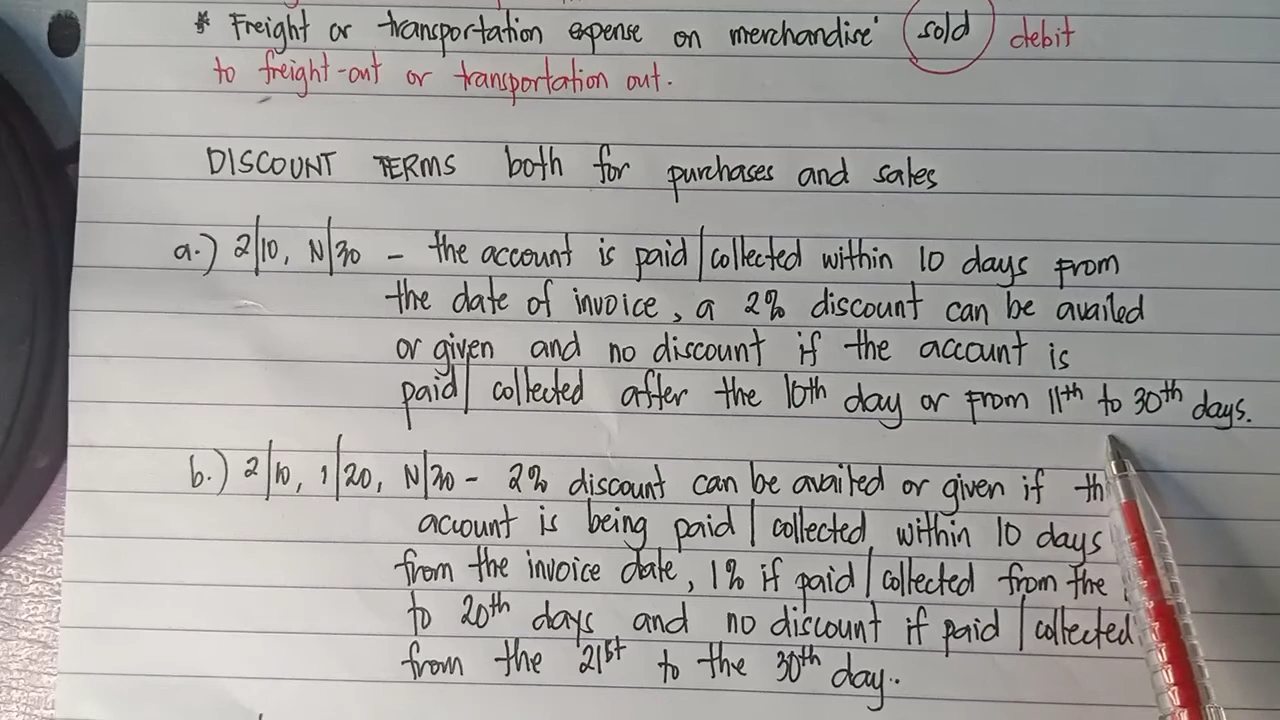 * Freight or transportation expense on merchandise sold debit
to freight-out or transportation out.
DISCOUNT TERMS both for purchases and sales
a.) 2/10, N/30 - the account is paid/collected within 10 days from
the date of invoice, a 2% discount can be availed
or given and no discount if the account is
paid/collected after the 10th day or from 11th to 30th days.
b.) 2/10, 1/20, N/30 - 2% discount can be availed or given if
account is being paid/collected within 10 days
from the invoice date, 1% if paid/collected from the
to 20th days and no discount if paid/collected
from the 21st to the 30th day..